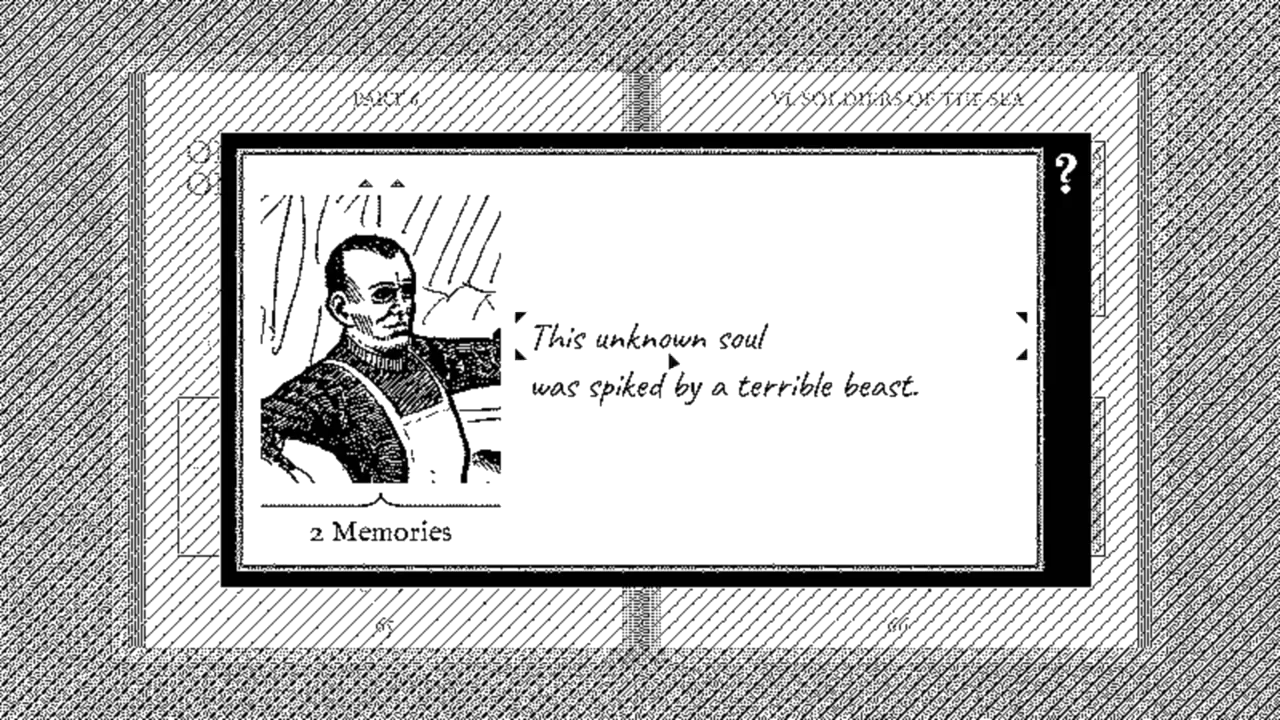 PART 6
VI. SOLDIERS OF THE SEA
?
This unknown soul
was spiked by a terrible beast.
2 Memories
65
66